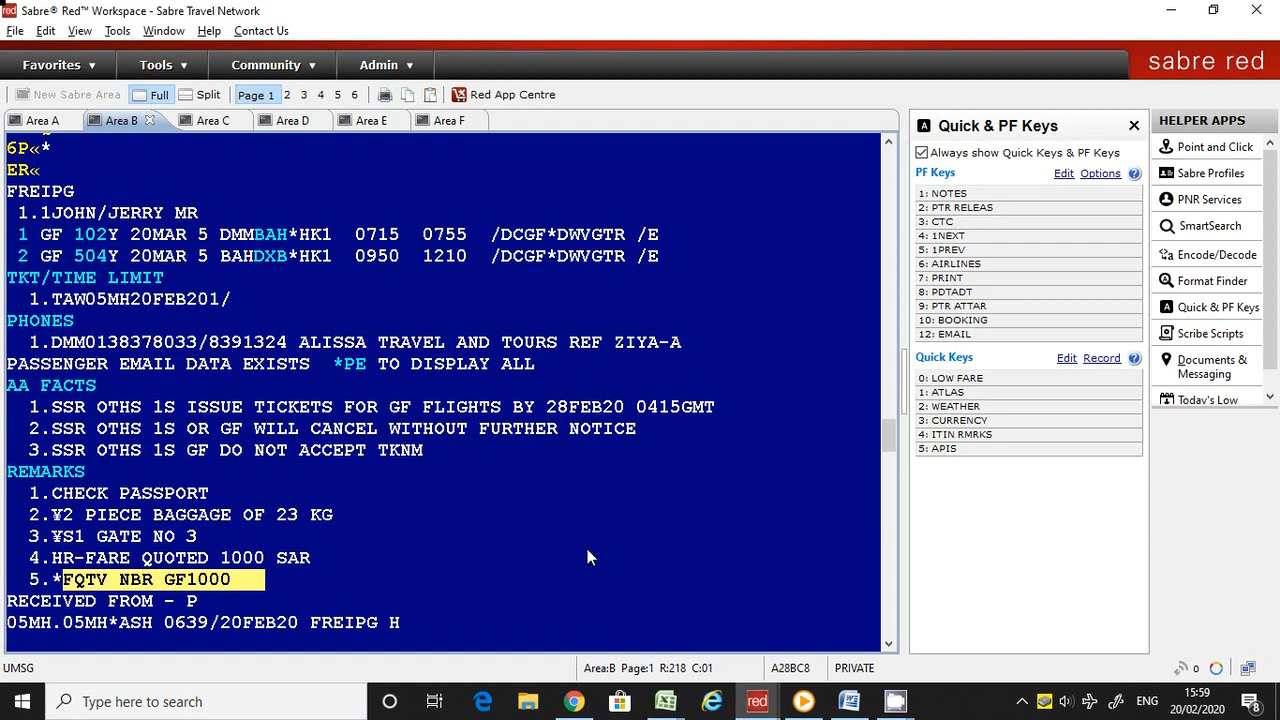 red Sabre® Red™ Workspace - Sabre Travel Network
File Edit View Tools Window Help Contact Us
Favorites Tools Community Admin sabre red
New Sabre Area Full Split Page 1 2 3 4 5 6 Red App Centre
Area A Area B Area C Area D Area E Area F
6P«*
ER«
FREIPG
1.1JOHN/JERRY MR
1 GF 102Y 20MAR 5 DMMBAH*HK1 0715 0755 /DCGF*DWVGTR /E
2 GF 504Y 20MAR 5 BAHDXB*HK1 0950 1210 /DCGF*DWVGTR /E
TKT/TIME LIMIT
1.TAW05MH20FEB201/
PHONES
1.DMM0138378033/8391324 ALISSA TRAVEL AND TOURS REF ZIYA-A
PASSENGER EMAIL DATA EXISTS *PE TO DISPLAY ALL
AA FACTS
1.SSR OTHS 1S ISSUE TICKETS FOR GF FLIGHTS BY 28FEB20 0415GMT
2.SSR OTHS 1S OR GF WILL CANCEL WITHOUT FURTHER NOTICE
3.SSR OTHS 1S GF DO NOT ACCEPT TKNM
REMARKS
1.CHECK PASSPORT
2.¥2 PIECE BAGGAGE OF 23 KG
3.¥S1 GATE NO 3
4.HR-FARE QUOTED 1000 SAR
5.*FQTV NBR GF1000
RECEIVED FROM - P
05MH.05MH*ASH 0639/20FEB20 FREIPG H
Quick & PF Keys
Always show Quick Keys & PF Keys
PF Keys Edit Options
1: NOTES
2: PTR RELEAS
3: CTC
4: 1NEXT
5: 1PREV
6: AIRLINES
7: PRINT
8: PDTADT
9: PTR ATTAR
10: BOOKING
12: EMAIL
Quick Keys Edit Record
0: LOW FARE
1: ATLAS
2: WEATHER
3: CURRENCY
4: ITIN RMRKS
5: APIS
HELPER APPS
Point and Click
Sabre Profiles
PNR Services
SmartSearch
Encode/Decode
Format Finder
Quick & PF Keys
Scribe Scripts
Documents &
Messaging
Today's Low
UMSG Area:B Page:1 R:218 C:01 A28BC8 PRIVATE 0
Type here to search red ENG 15:59
20/02/2020 8